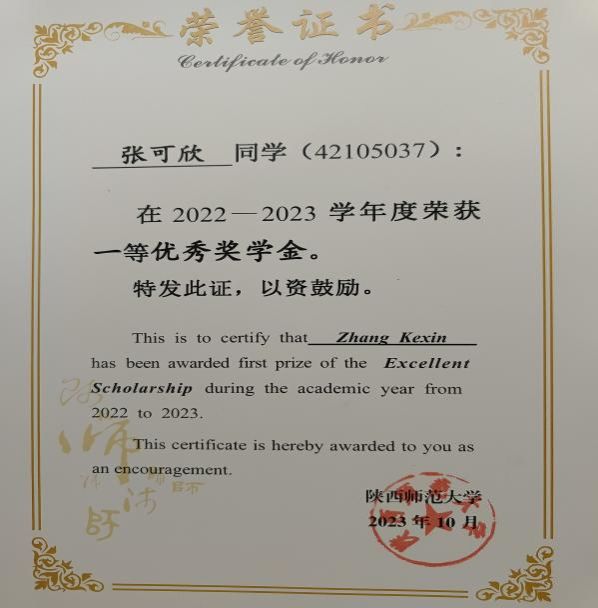 荣誉证书
Certificate of Honor
张可欣 同学（42105037）：
在 2022—2023 学年度荣获
一等优秀奖学金。
特发此证，以资鼓励。
This is to certify that Zhang Kexin
has been awarded first prize of the Excellent
Scholarship during the academic year from
2022 to 2023.
This certificate is hereby awarded to you as
an encouragement.
陕西师范大学
2023 年 10 月